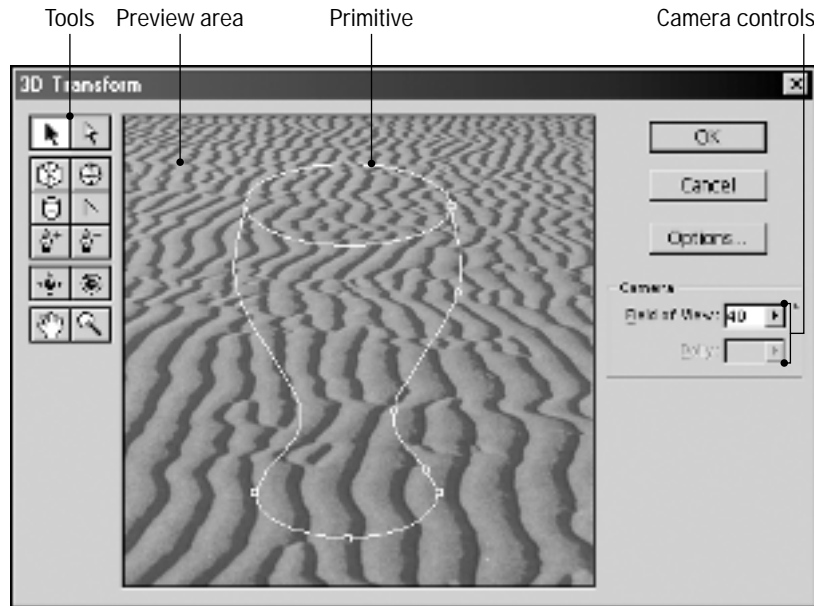 Tools Preview area Primitive Camera controls
3D Transform
OK
Cancel
Options...
Camera
Field of View: 40 °
Dolly: